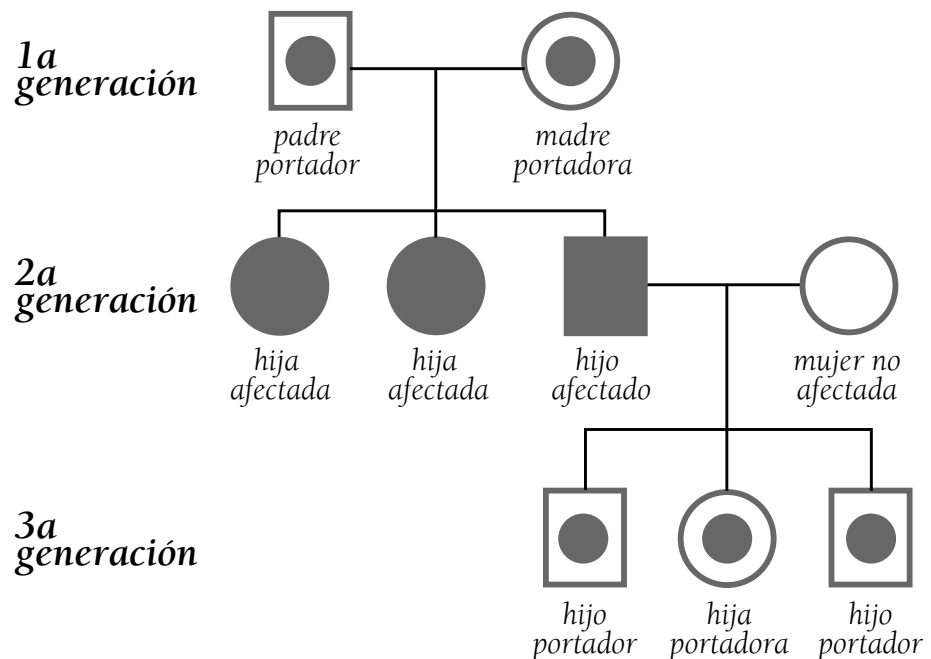 1a
generación
padre
portador
madre
portadora
2a
generación
hija
afectada
hija
afectada
hijo
afectado
mujer no
afectada
3a
generación
hijo
portador
hija
portadora
hijo
portador